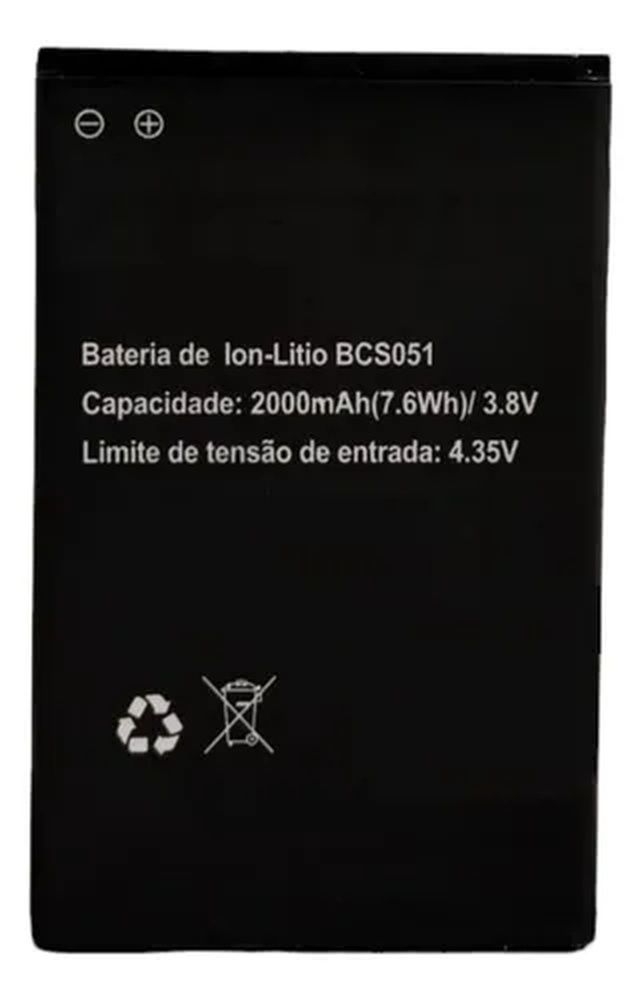 Bateria de Ion-Litio BCS051
Capacidade: 2000mAh(7.6Wh)/ 3.8V
Limite de tensão de entrada: 4.35V